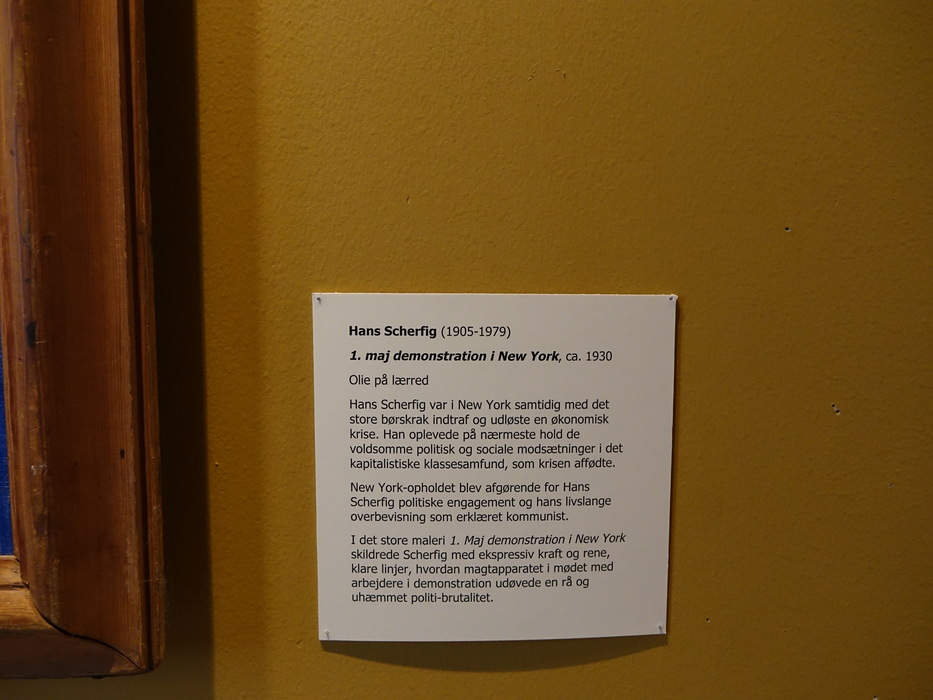 Hans Scherfig (1905-1979)
1. maj demonstration i New York, ca. 1930
Olie på lærred
Hans Scherfig var i New York samtidig med det
store børskrak indtraf og udløste en økonomisk
krise. Han oplevede på nærmeste hold de
voldsomme politisk og sociale modsætninger i det
kapitalistiske klassesamfund, som krisen affødte.
New York-opholdet blev afgørende for Hans
Scherfig politiske engagement og hans livslange
overbevisning som erklæret kommunist.
I det store maleri 1. Maj demonstration i New York
skildrede Scherfig med ekspressiv kraft og rene,
klare linjer, hvordan magtapparatet i mødet med
arbejdere i demonstration udøvede en rå og
uhæmmet politi-brutalitet.